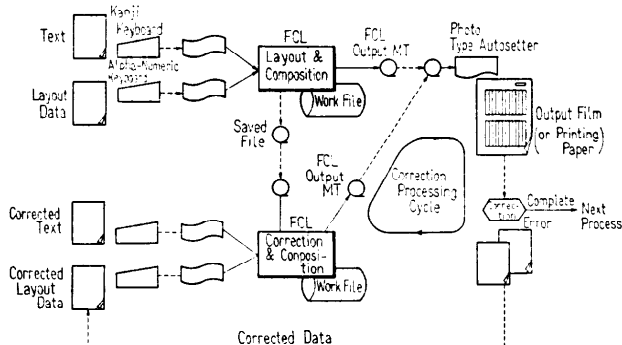 Text
Kanji
Keyboard
Alpha-Numeric
Keyboard
Layout
Data
FCL
Layout &
Composition
Work File
FCL
Output MT
Photo
Type Autosetter
Output Film
(or Printing)
Paper
Saved
File
FCL
Output
MT
Correction
Processing
Cycle
Correc-
tion
Complete
Error
Next
Process
Corrected
Text
Corrected
Layout
Data
FCL
Correction
& Conposi-
tion
Work File
Corrected Data